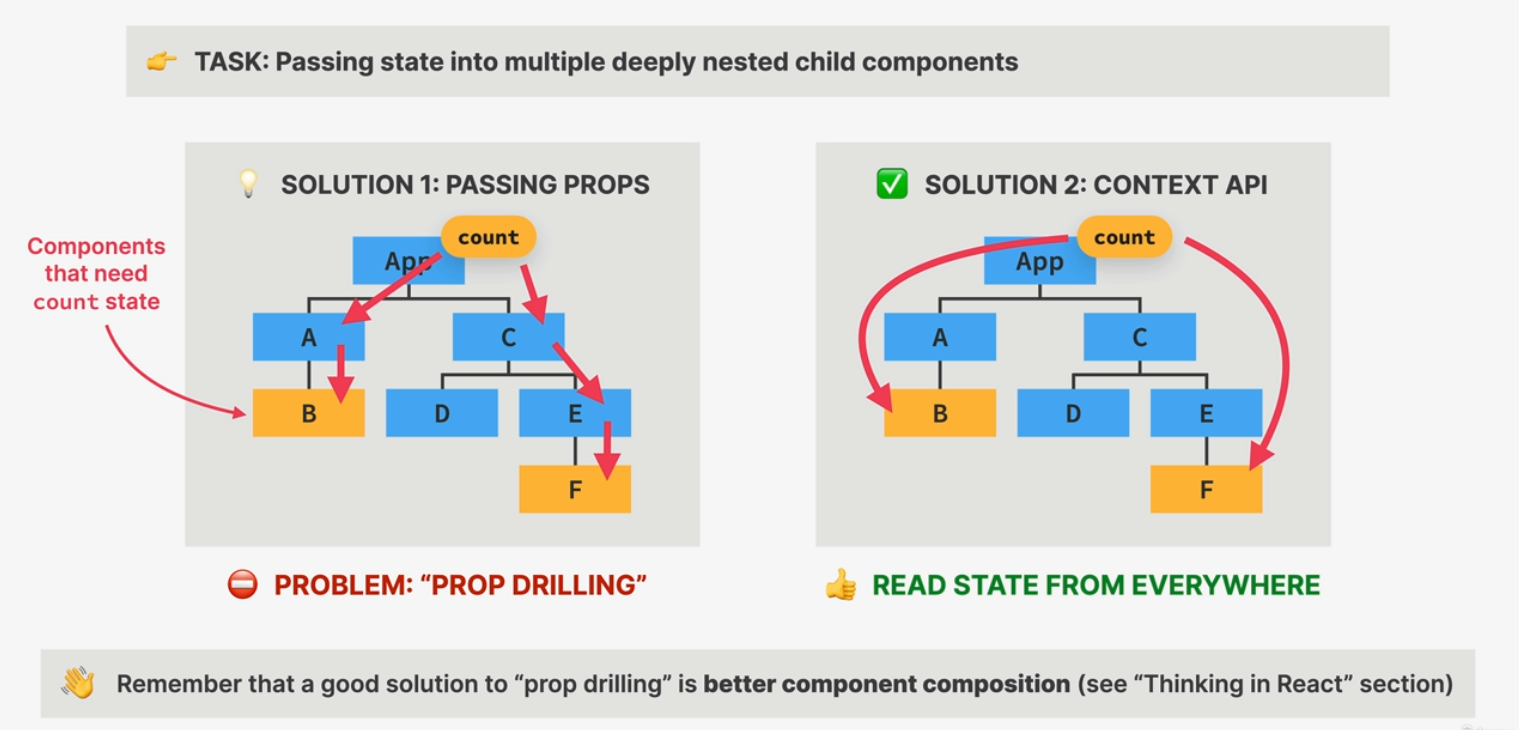 👉 TASK: Passing state into multiple deeply nested child components
💡 SOLUTION 1: PASSING PROPS
Components
that need
count state
count
App
A
C
B
D
E
F
⛔ PROBLEM: “PROP DRILLING”
✅ SOLUTION 2: CONTEXT API
count
App
A
C
B
D
E
F
👍 READ STATE FROM EVERYWHERE
👋 Remember that a good solution to “prop drilling” is better component composition (see “Thinking in React” section)